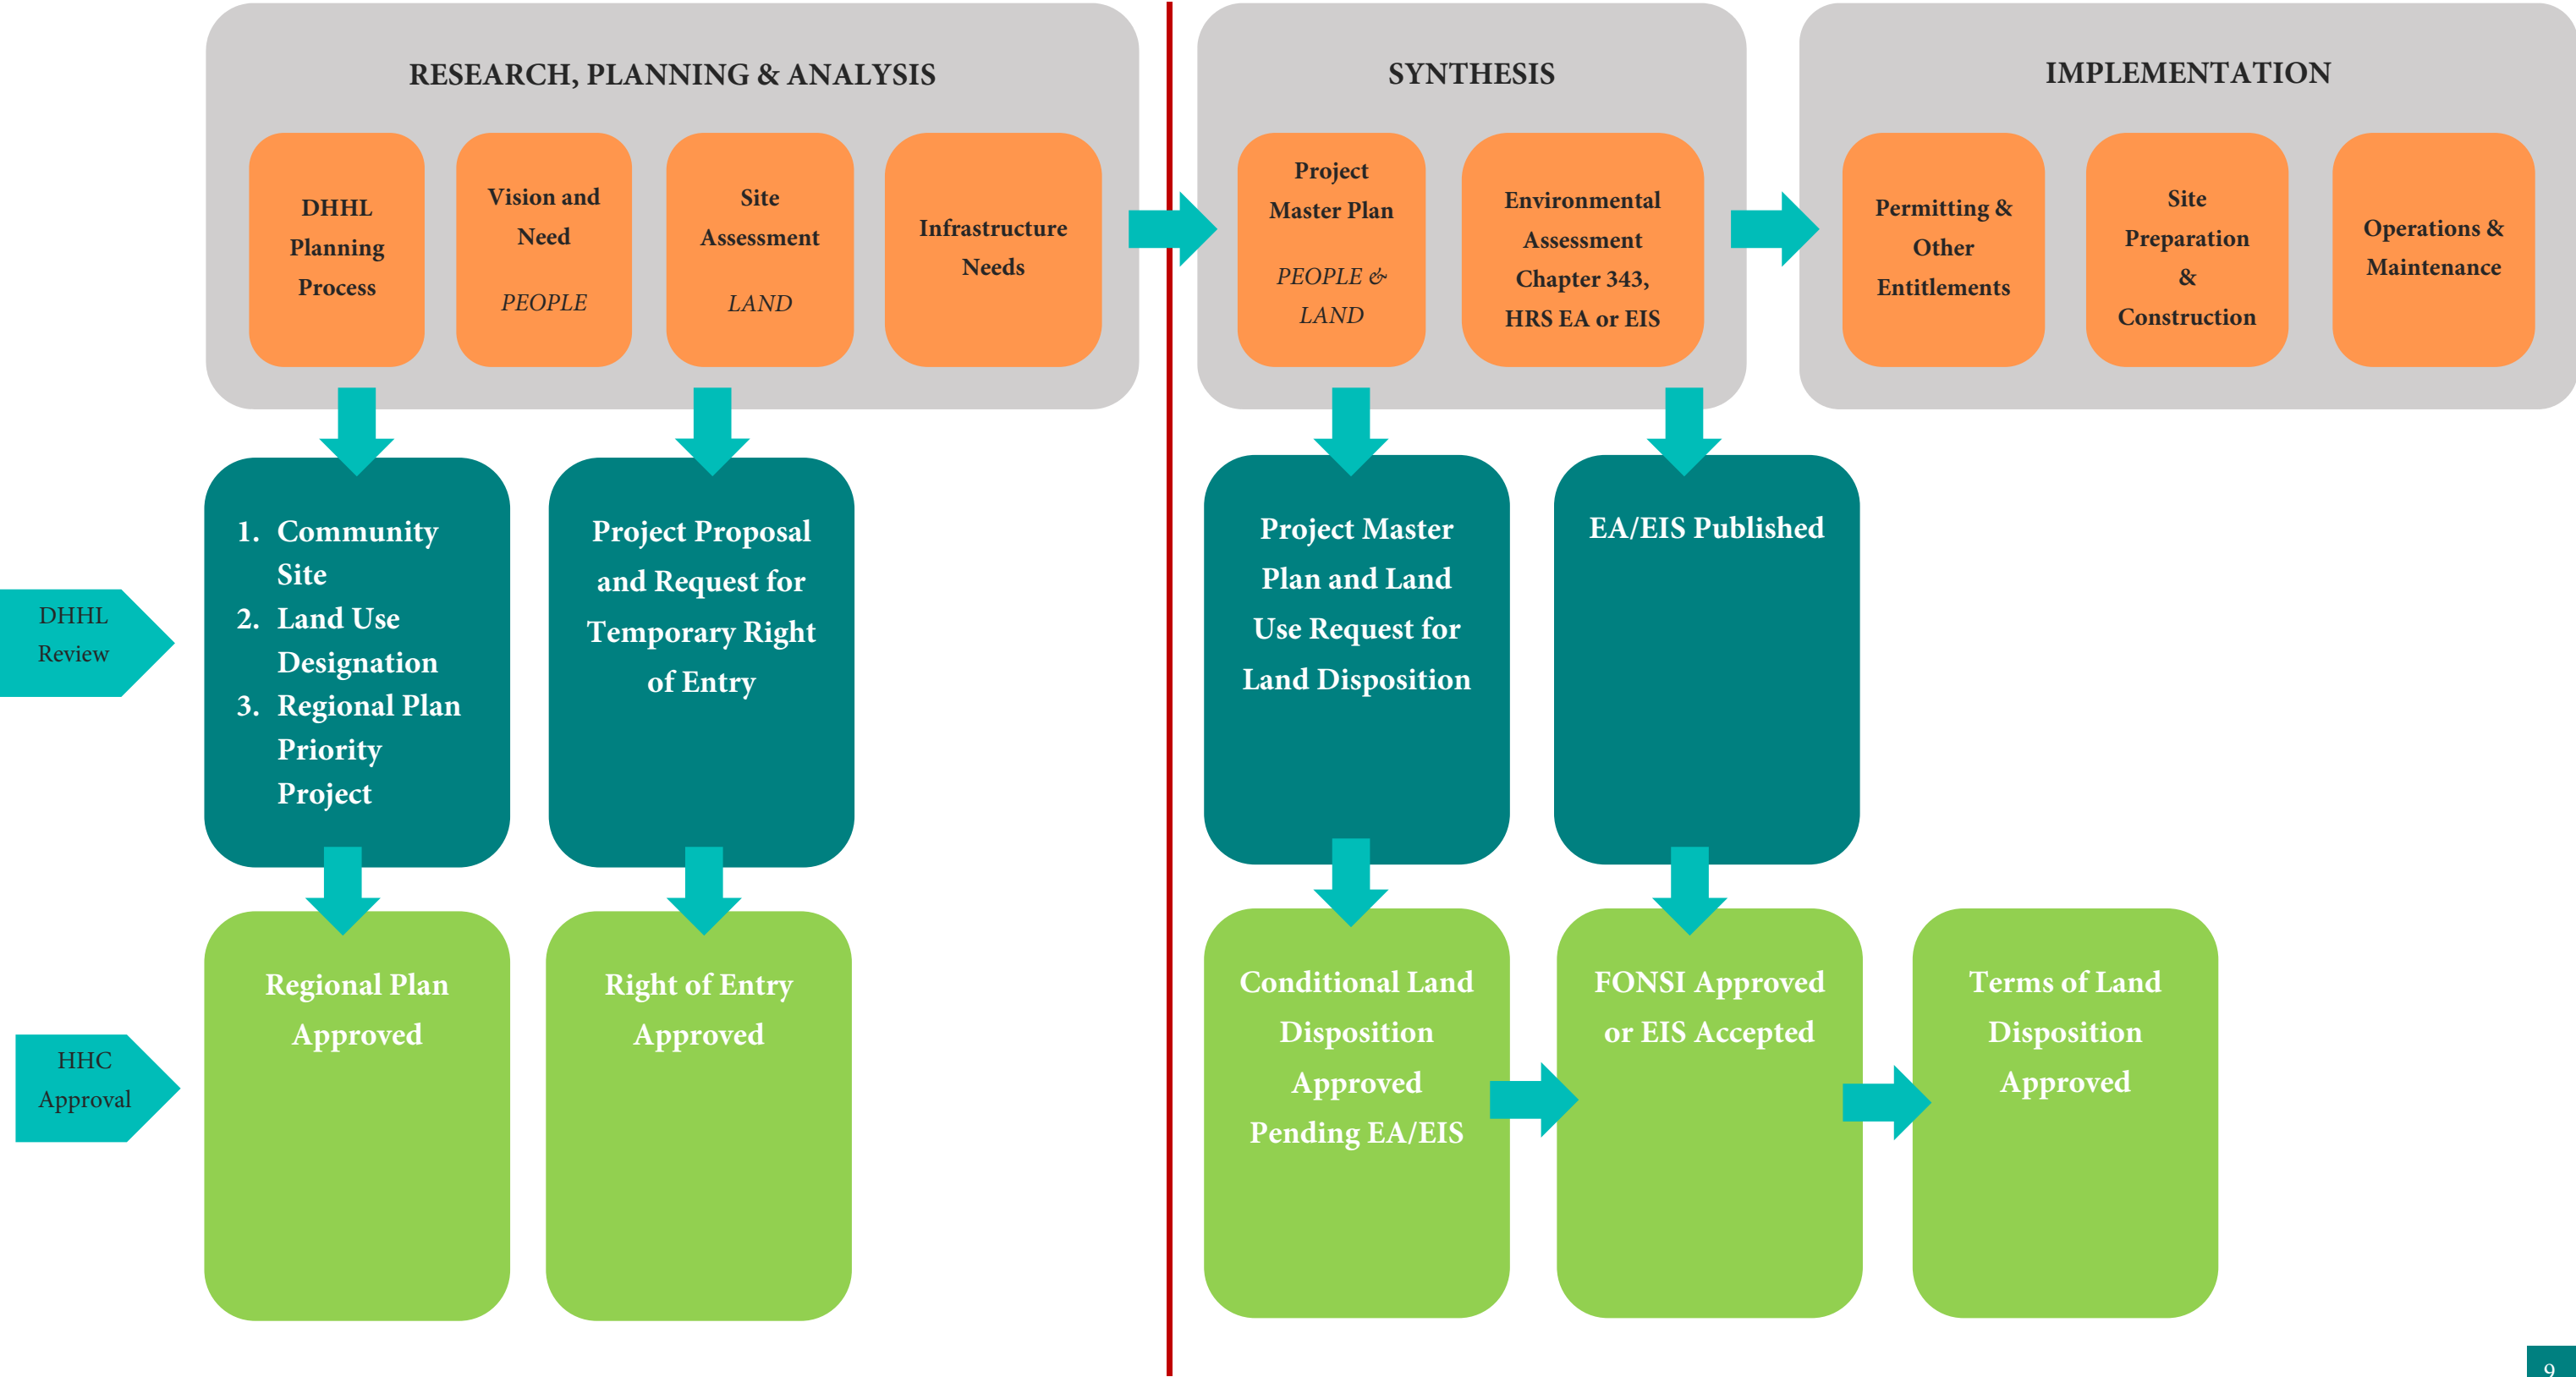 RESEARCH, PLANNING & ANALYSIS
DHHL
Planning
Process
Vision and
Need
PEOPLE
Site
Assessment
LAND
Infrastructure
Needs
SYNTHESIS
Project
Master Plan
PEOPLE &
LAND
Environmental
Assessment
Chapter 343,
HRS EA or EIS
IMPLEMENTATION
Permitting &
Other
Entitlements
Site
Preparation
&
Construction
Operations &
Maintenance
DHHL
Review
1. Community
Site
2. Land Use
Designation
3. Regional Plan
Priority
Project
Project Proposal
and Request for
Temporary Right
of Entry
Project Master
Plan and Land
Use Request for
Land Disposition
EA/EIS Published
HHC
Approval
Regional Plan
Approved
Right of Entry
Approved
Conditional Land
Disposition
Approved
Pending EA/EIS
FONSI Approved
or EIS Accepted
Terms of Land
Disposition
Approved
9